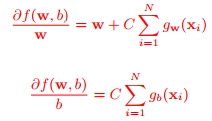 ∂f(w, b)/w = w + C ∑_{i=1}^{N} g_w(x_i)
∂f(w, b)/b = C ∑_{i=1}^{N} g_b(x_i)